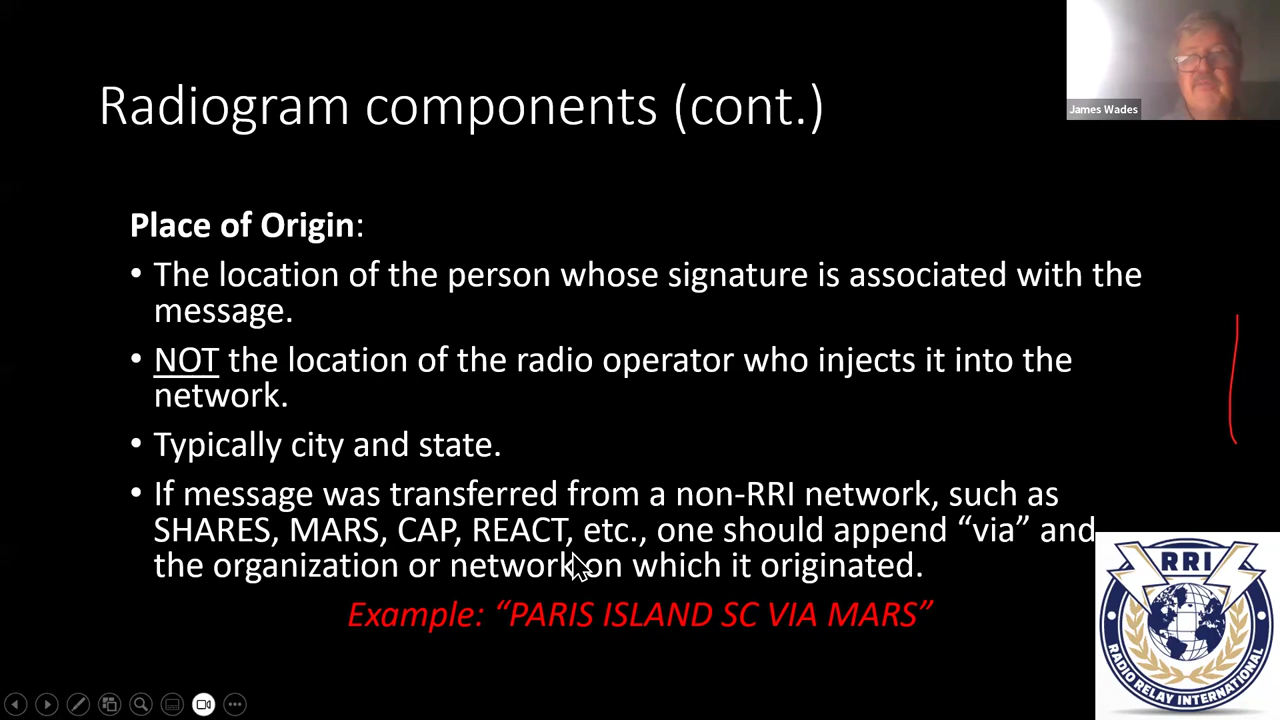 James Wades
Radiogram components (cont.)
Place of Origin:
• The location of the person whose signature is associated with the
message.
• NOT the location of the radio operator who injects it into the
network.
• Typically city and state.
• If message was transferred from a non-RRI network, such as
SHARES, MARS, CAP, REACT, etc., one should append “via” and
the organization or network on which it originated.
Example: “PARIS ISLAND SC VIA MARS”
RRI
RADIO RELAY INTERNATIONAL